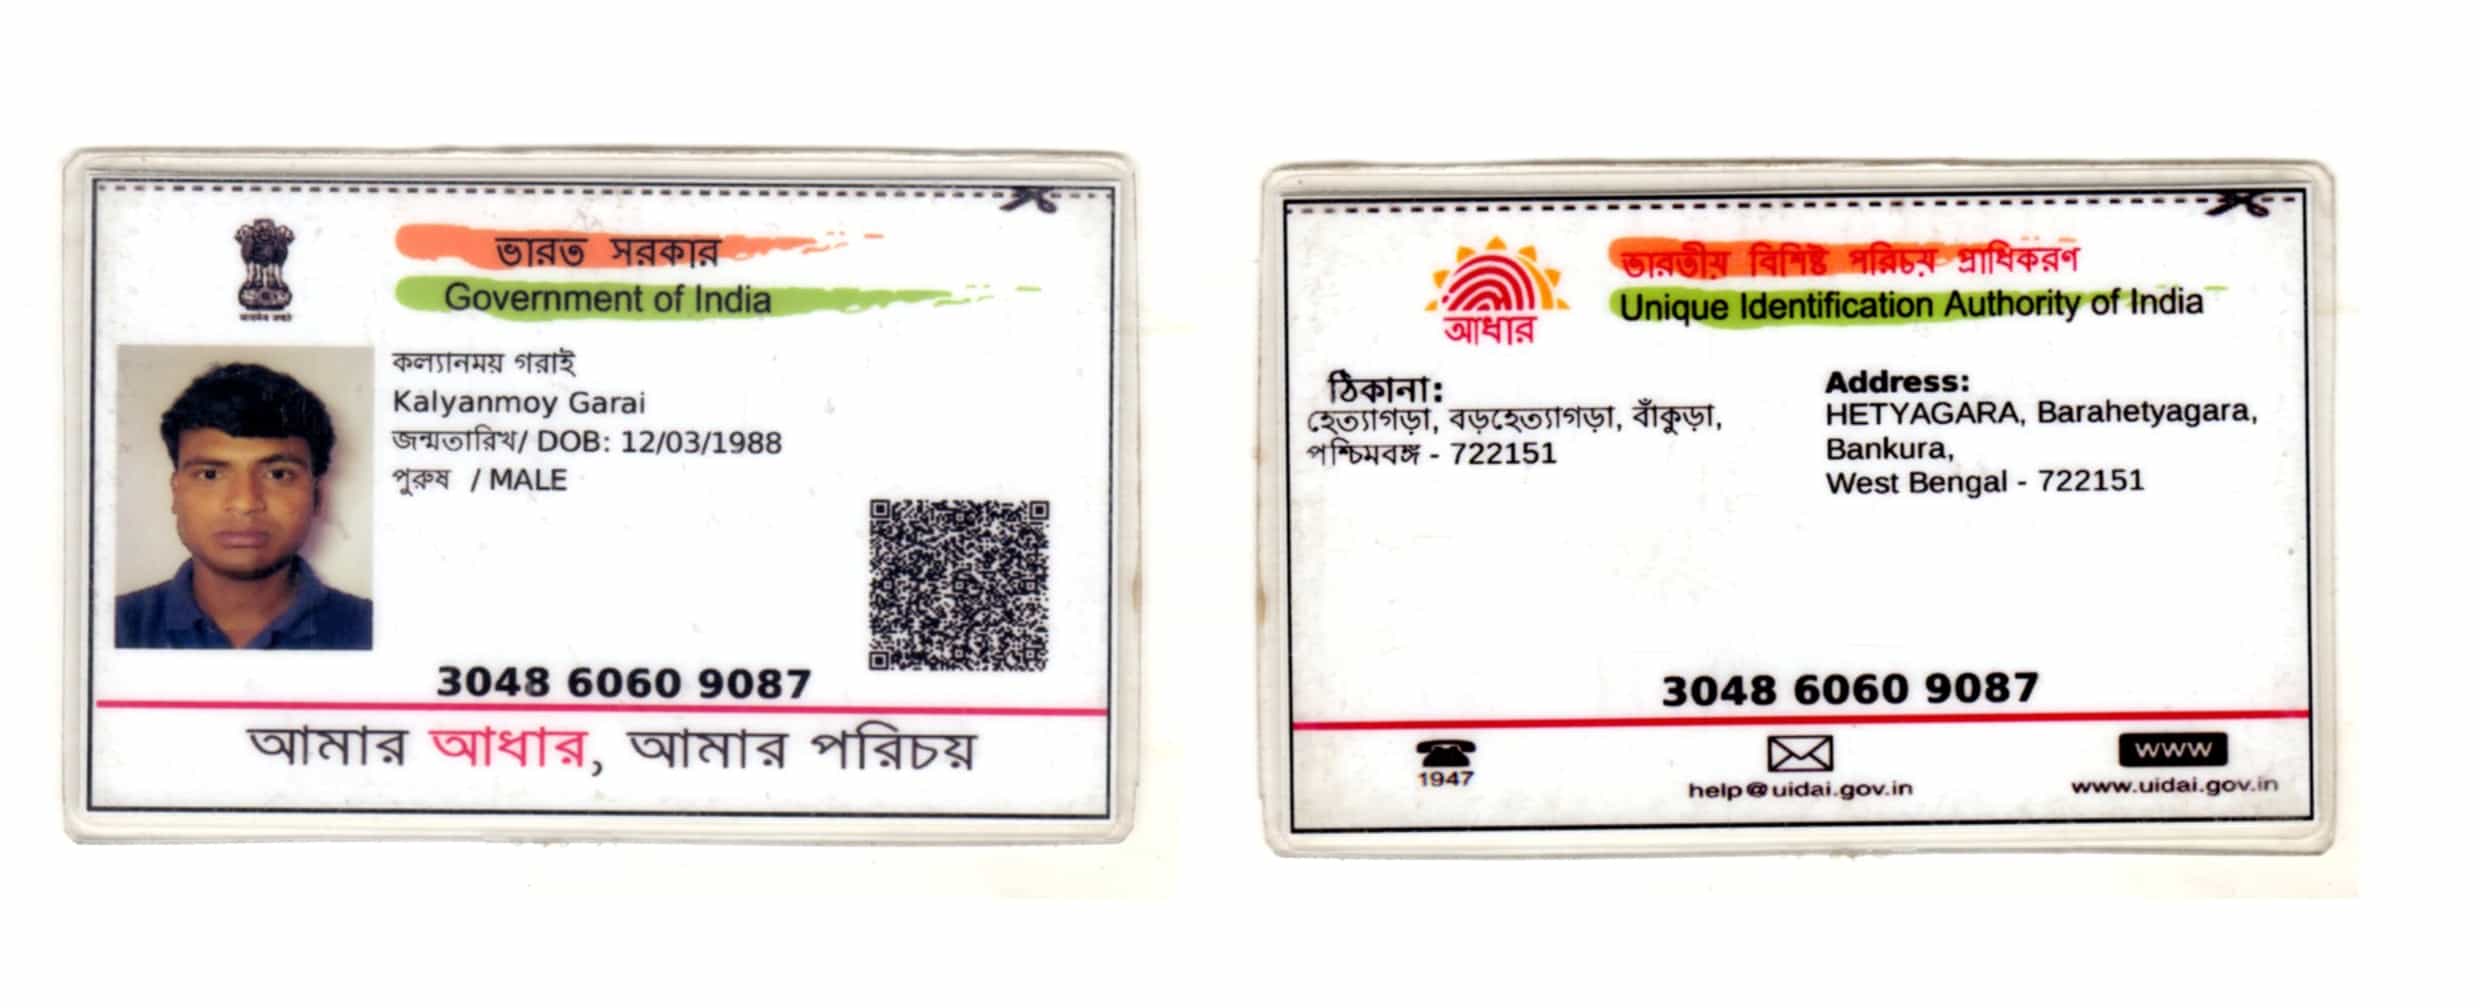 ভারত সরকার
Government of India
কল্যানময় গরাই
Kalyanmoy Garai
জন্মতারিখ/ DOB: 12/03/1988
পুরুষ / MALE
3048 6060 9087
আমার আধার, আমার পরিচয়
ভারতীয় বিশিষ্ট পরিচয় প্রাধিকরণ
Unique Identification Authority of India
আধার
ঠিকানা:
হেত্যাগড়া, বড়হেত্যাগড়া, বাঁকুড়া,
পশ্চিমবঙ্গ - 722151
Address:
HETYAGARA, Barahetyagara,
Bankura,
West Bengal - 722151
3048 6060 9087
1947
help@uidai.gov.in
www
www.uidai.gov.in